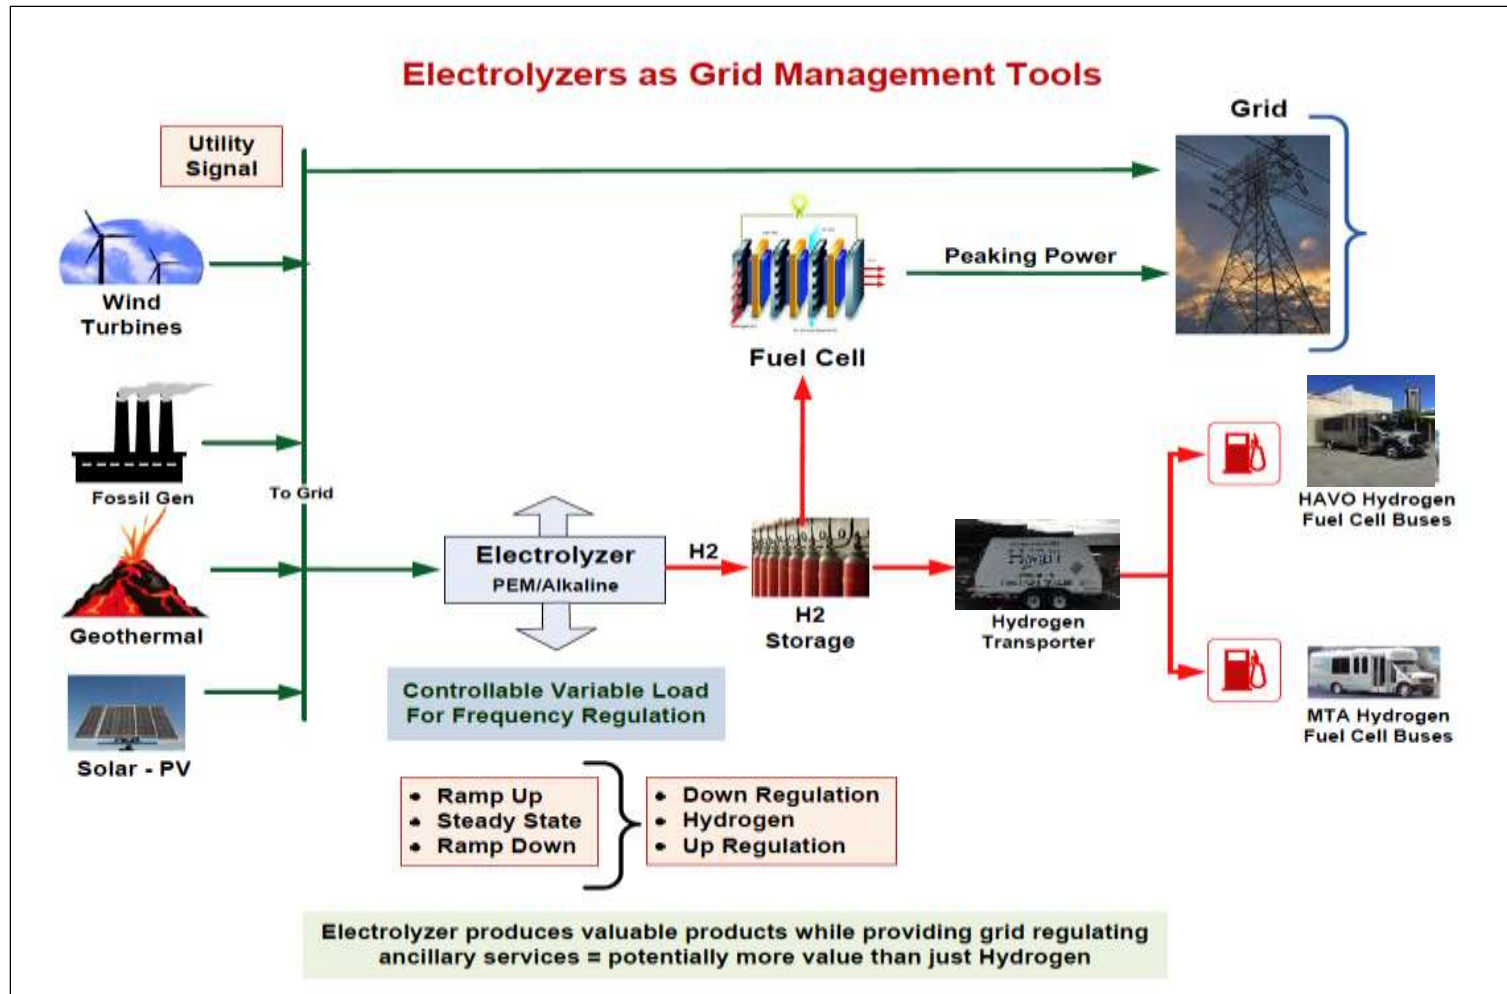 Electrolyzers as Grid Management Tools
Grid
Utility
Signal
Wind
Turbines
Peaking Power
Fuel Cell
Fossil Gen
To Grid
HAVO Hydrogen
Fuel Cell Buses
Electrolyzer
PEM/Alkaline
H2
Geothermal
H2
Storage
Hydrogen
Transporter
Controllable Variable Load
For Frequency Regulation
MTA Hydrogen
Fuel Cell Buses
Solar - PV
• Ramp Up
• Steady State
• Ramp Down
• Down Regulation
• Hydrogen
• Up Regulation
Electrolyzer produces valuable products while providing grid regulating
ancillary services = potentially more value than just Hydrogen